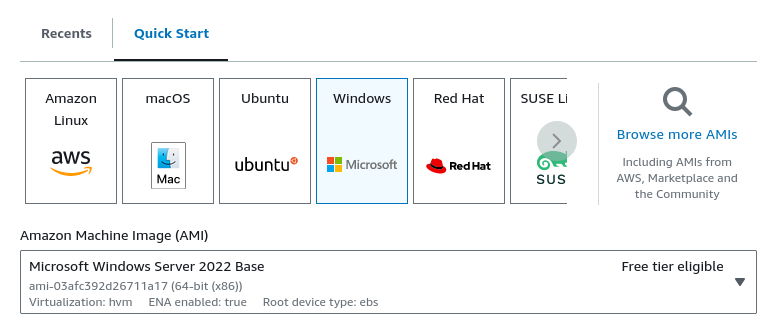 Recents
Quick Start
Amazon
Linux
aws
macOS
Mac
Ubuntu
ubuntu
Windows
Microsoft
Red Hat
Red Hat
SUSE Li
SUS
Browse more AMIs
Including AMIs from
AWS, Marketplace and
the Community
Amazon Machine Image (AMI)
Microsoft Windows Server 2022 Base
Free tier eligible
ami-03afc392d26711a17 (64-bit (x86))
Virtualization: hvm ENA enabled: true Root device type: ebs